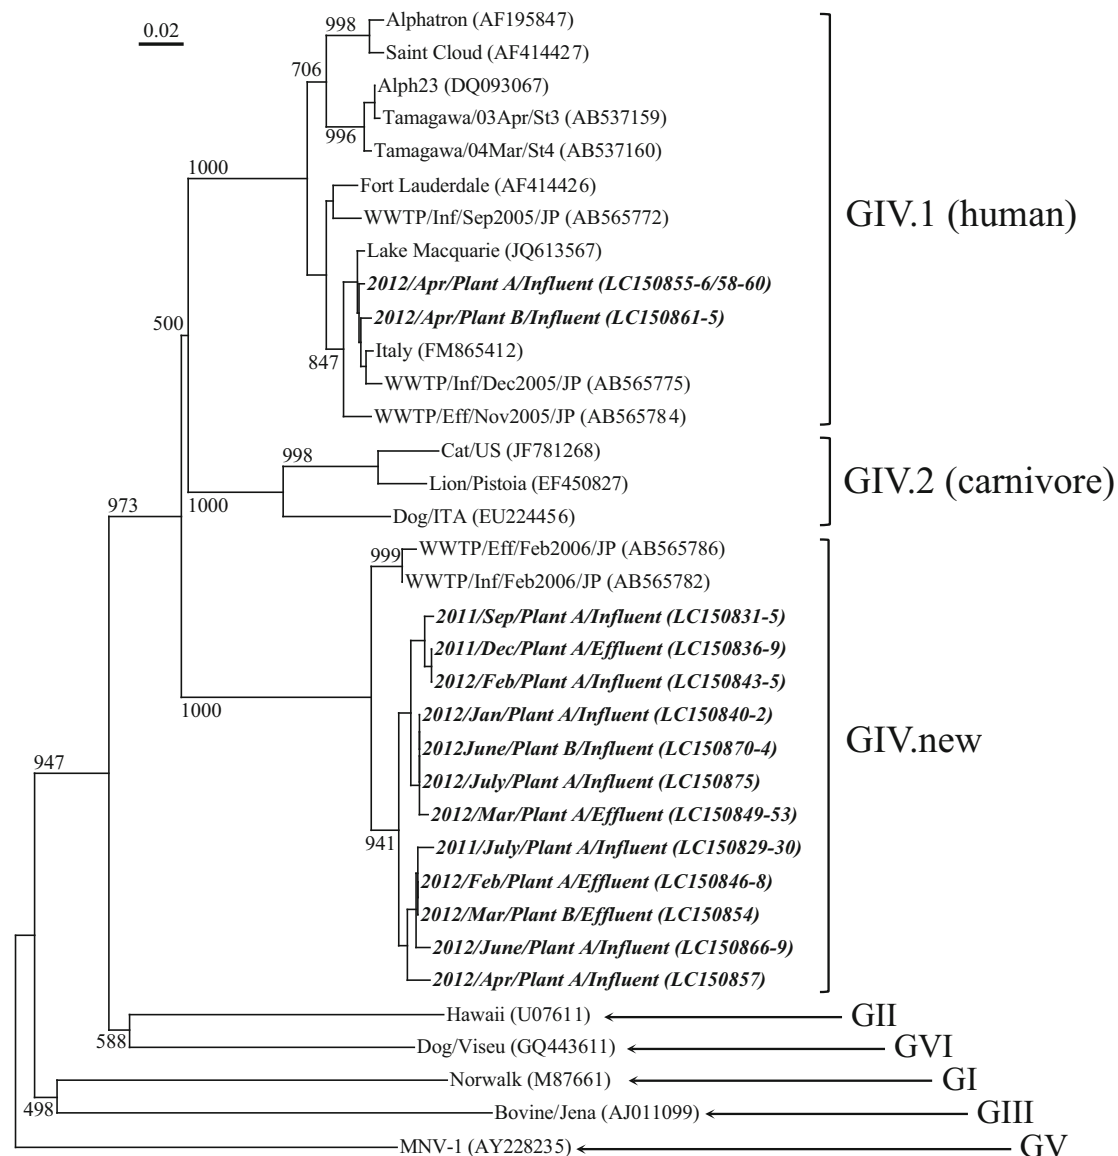 0.02
998
Alphatron (AF195847)
Saint Cloud (AF414427)
706
Alph23 (DQ093067)
Tamagawa/03Apr/St3 (AB537159)
996
Tamagawa/04Mar/St4 (AB537160)
1000
Fort Lauderdale (AF414426)
GIV.1 (human)
WWTP/Inf/Sep2005/JP (AB565772)
Lake Macquarie (JQ613567)
2012/Apr/Plant A/Influent (LC150855-6/58-60)
2012/Apr/Plant B/Influent (LC150861-5)
500
Italy (FM865412)
847
WWTP/Inf/Dec2005/JP (AB565775)
WWTP/Eff/Nov2005/JP (AB565784)
998
Cat/US (JF781268)
Lion/Pistoia (EF450827)
GIV.2 (carnivore)
973
1000
Dog/ITA (EU224456)
999
WWTP/Eff/Feb2006/JP (AB565786)
WWTP/Inf/Feb2006/JP (AB565782)
2011/Sep/Plant A/Influent (LC150831-5)
2011/Dec/Plant A/Effluent (LC150836-9)
2012/Feb/Plant A/Influent (LC150843-5)
1000
2012/Jan/Plant A/Influent (LC150840-2)
2012June/Plant B/Influent (LC150870-4)
GIV.new
947
2012/July/Plant A/Influent (LC150875)
2012/Mar/Plant A/Effluent (LC150849-53)
941
2011/July/Plant A/Influent (LC150829-30)
2012/Feb/Plant A/Effluent (LC150846-8)
2012/Mar/Plant B/Effluent (LC150854)
2012/June/Plant A/Influent (LC150866-9)
2012/Apr/Plant A/Influent (LC150857)
Hawaii (U07611)
GII
588
Dog/Viseu (GQ443611)
GVI
Norwalk (M87661)
GI
498
Bovine/Jena (AJ011099)
GIII
MNV-1 (AY228235)
GV